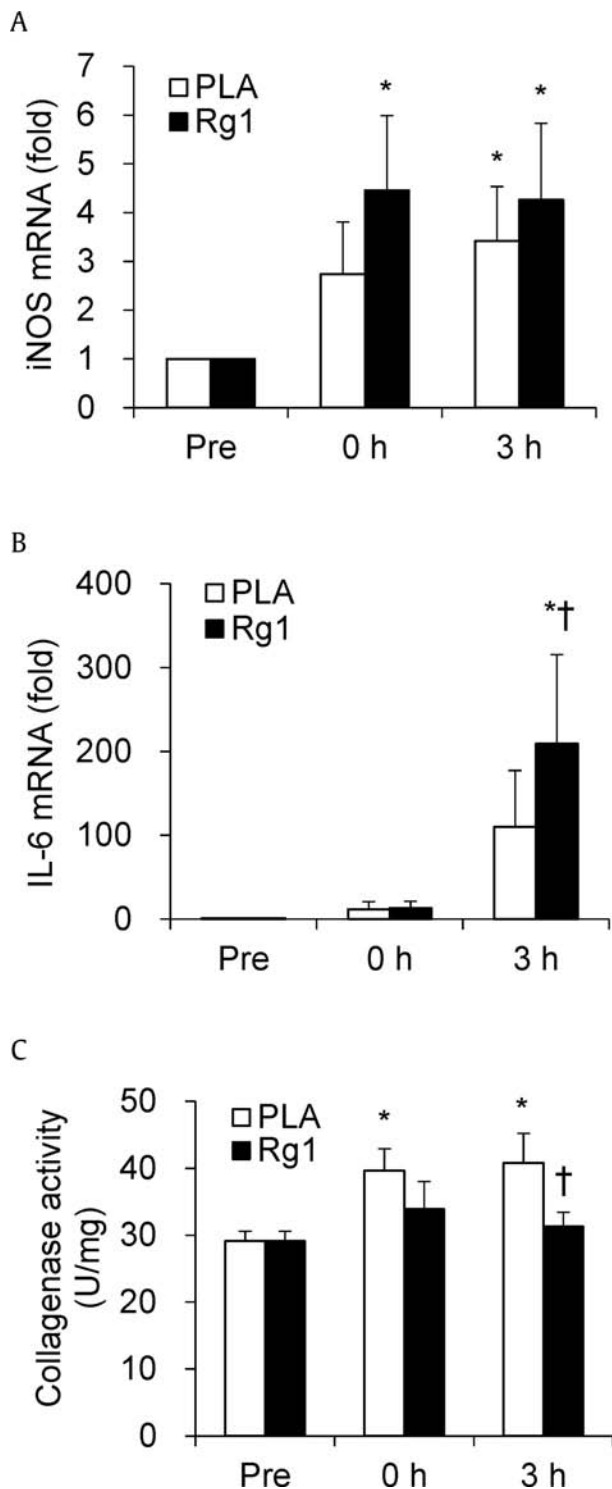 A
iNOS mRNA (fold)
7
6
5
4
3
2
1
0
PLA
Rg1
*
*
*
Pre 0 h 3 h
B
IL-6 mRNA (fold)
400
300
200
100
0
PLA
Rg1
*†
Pre 0 h 3 h
C
Collagenase activity
(U/mg)
50
40
30
20
10
0
PLA
Rg1
*
*
†
Pre 0 h 3 h